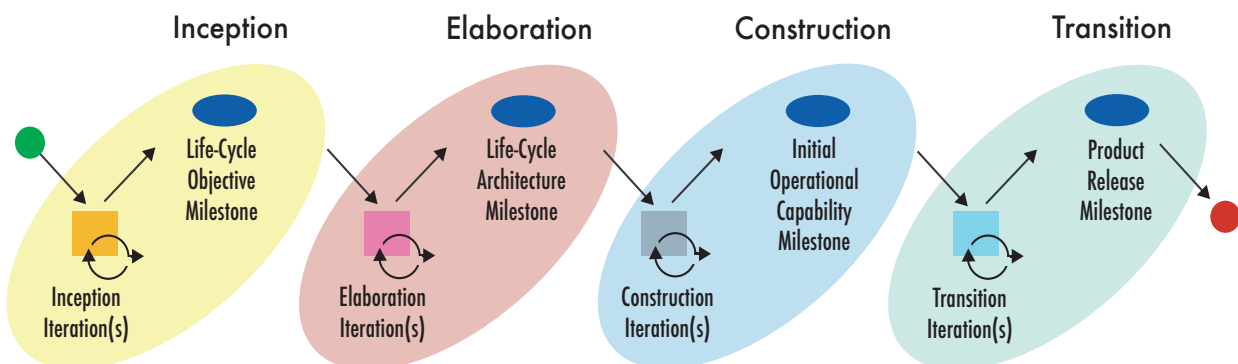 Inception
Elaboration
Construction
Transition
Life-Cycle
Objective
Milestone
Inception
Iteration(s)
Life-Cycle
Architecture
Milestone
Elaboration
Iteration(s)
Initial
Operational
Capability
Milestone
Construction
Iteration(s)
Product
Release
Milestone
Transition
Iteration(s)